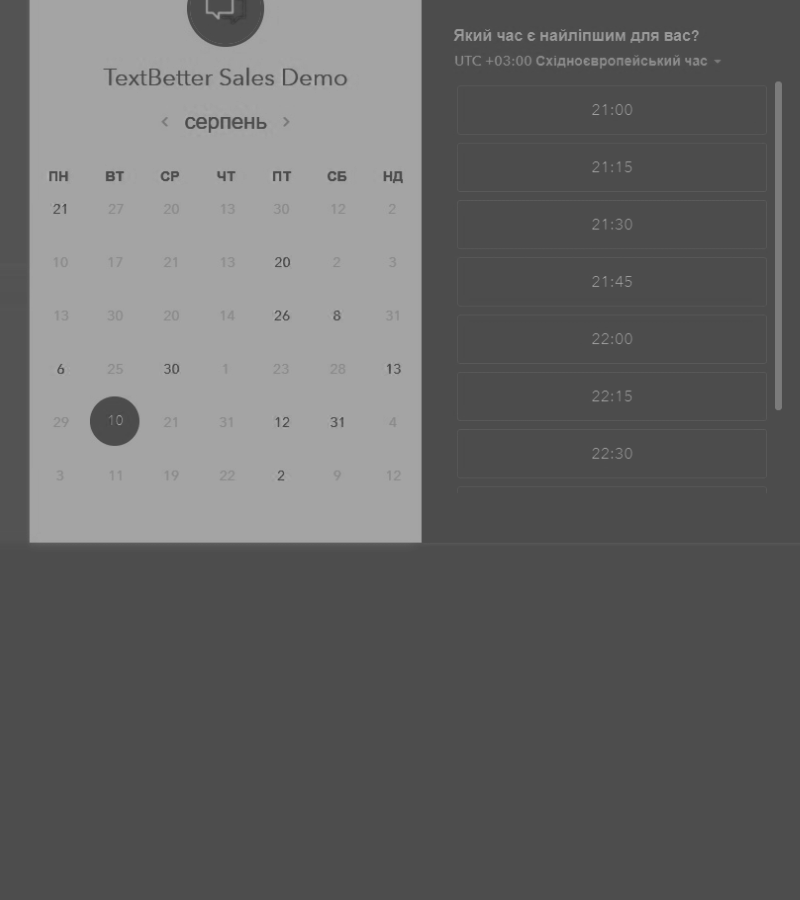 TextBetter Sales Demo
< серпень >
ПН ВТ СР ЧТ ПТ СБ НД
21 27 20 13 30 12 2
10 17 21 13 20 2 3
13 30 20 14 26 8 31
6 25 30 1 23 28 13
29 10 21 31 12 31 4
3 11 19 22 2 9 12
Який час є найліпшим для вас?
UTC +03:00 Східноєвропейський час
21:00
21:15
21:30
21:45
22:00
22:15
22:30